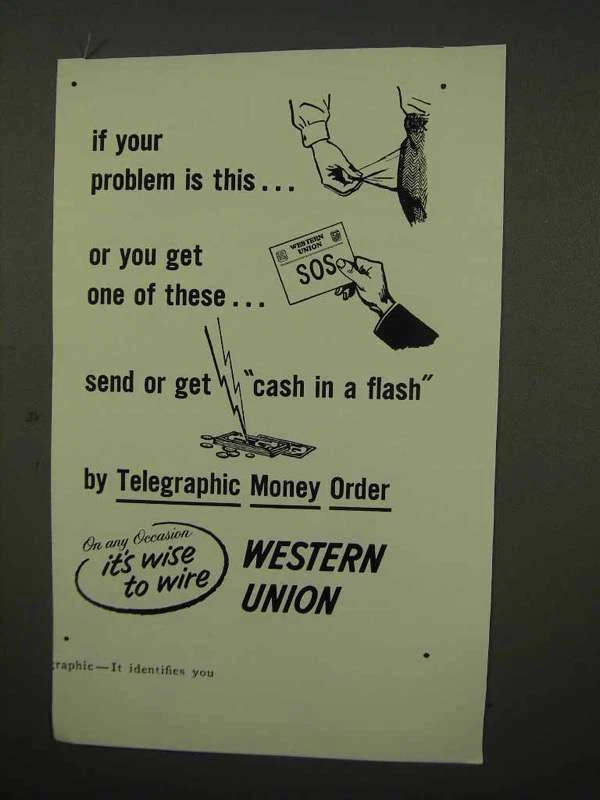 if your
problem is this...
WESTERN
UNION
SOS
or you get
one of these...
send or get "cash in a flash"
by Telegraphic Money Order
On any Occasion
it's wise
to wire
WESTERN
UNION
raphic—It identifies you